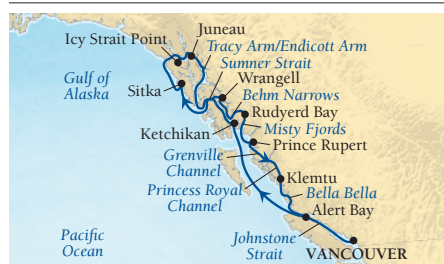 Juneau
Icy Strait Point
Tracy Arm/Endicott Arm
Sumner Strait
Gulf of
Alaska
Sitka
Wrangell
Behm Narrows
Rudyerd Bay
Ketchikan
Misty Fjords
Prince Rupert
Grenville
Channel
Klemtu
Princess Royal
Channel
Bella Bella
Alert Bay
Pacific
Ocean
Johnstone
Strait
VANCOUVER